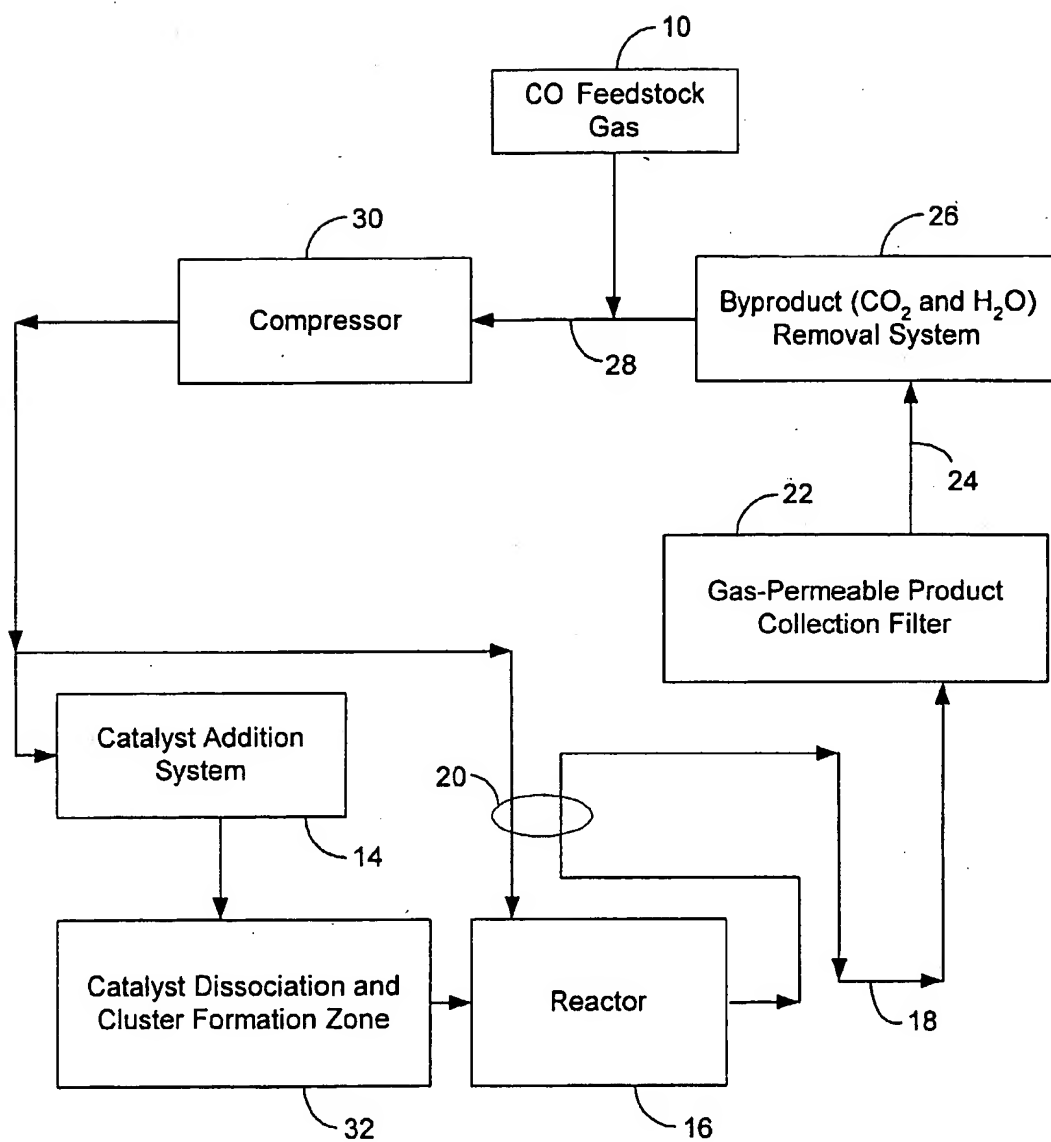 10
CO Feedstock
Gas
30
26
Compressor
Byproduct (CO₂ and H₂O)
Removal System
28
24
22
Gas-Permeable Product
Collection Filter
Catalyst Addition
System
20
14
18
Catalyst Dissociation and
Cluster Formation Zone
Reactor
32
16